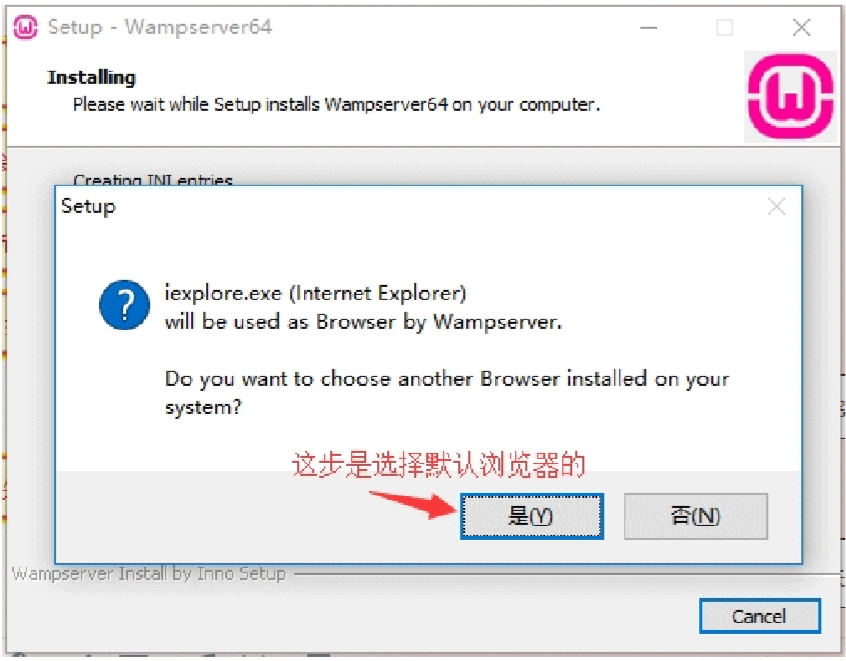 Setup - Wampserver64
Installing
Please wait while Setup installs Wampserver64 on your computer.
Creating INI entries
Setup
iexplore.exe (Internet Explorer)
will be used as Browser by Wampserver.
Do you want to choose another Browser installed on your
system?
这步是选择默认浏览器的
是(Y) 否(N)
Wampserver Install by Inno Setup
Cancel